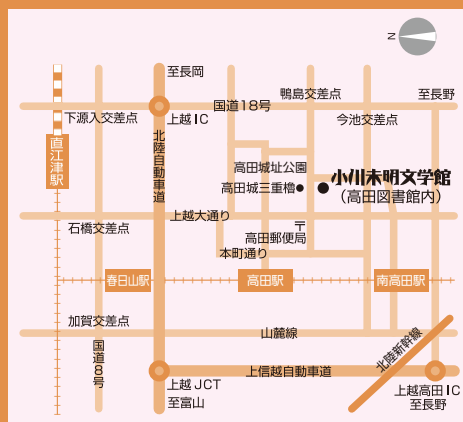 N
至長岡
鴨島交差点
至長野
国道18号
下源入交差点
上越IC
今池交差点
直江津駅
北陸自動車道
高田城址公園
小川未明文学館
高田城三重櫓
（高田図書館内）
上越大通り
〒
石橋交差点
高田郵便局
本町通り
春日山駅
高田駅
南高田駅
加賀交差点
山麓線
国道8号
北陸新幹線
上越JCT
上信越自動車道
上越高田IC
至富山
至長野